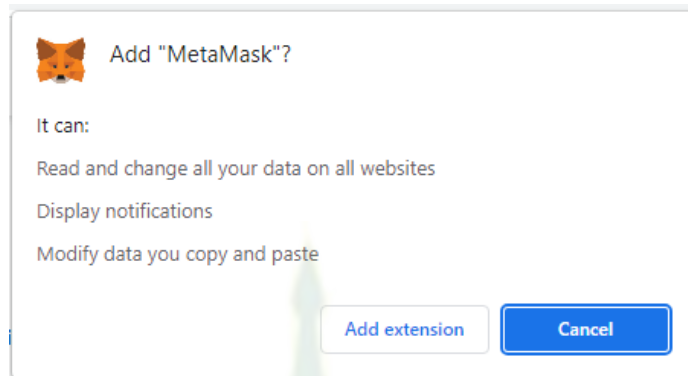 Add "MetaMask"?
It can:
Read and change all your data on all websites
Display notifications
Modify data you copy and paste
Add extension
Cancel